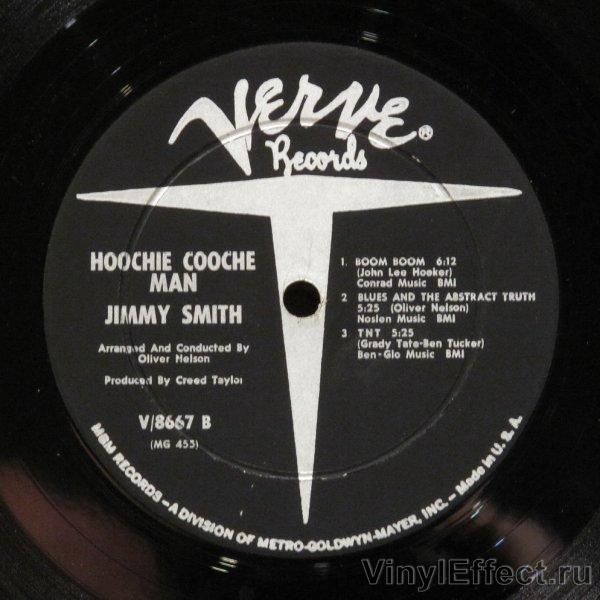 VERVE®
Records
HOOCHIE COOCHE
MAN
JIMMY SMITH
Arranged And Conducted By
Oliver Nelson
Produced By Creed Taylor
V/8667 B
(MG 453)
1. BOOM BOOM 6:12
(John Lee Hooker)
Conrad Music BMI
2 BLUES AND THE ABSTRACT TRUTH
5:25 (Oliver Nelson)
Noslen Music BMI
3 TNT 5:25
(Grady Tate-Ben Tucker)
Ben-Glo Music BMI
MGM RECORDS – A DIVISION OF METRO-GOLDWYN-MAYER, INC. – Made in U. S. A.
VinylEffect.ru